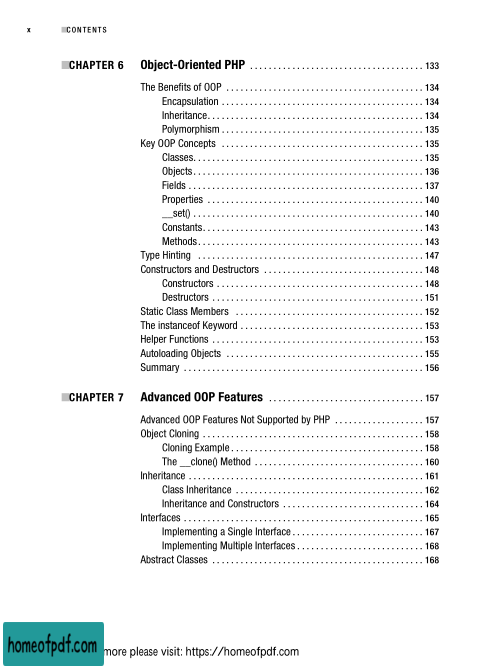 x ■CONTENTS
■CHAPTER 6 Object-Oriented PHP . . . . . . . . . . . . . . . . . . . . . . . . . . . . . . . . . . . . . 133
The Benefits of OOP . . . . . . . . . . . . . . . . . . . . . . . . . . . . . . . . . . . . . . . . . . 134
Encapsulation . . . . . . . . . . . . . . . . . . . . . . . . . . . . . . . . . . . . . . . . . . . 134
Inheritance. . . . . . . . . . . . . . . . . . . . . . . . . . . . . . . . . . . . . . . . . . . . . . 134
Polymorphism . . . . . . . . . . . . . . . . . . . . . . . . . . . . . . . . . . . . . . . . . . . 135
Key OOP Concepts . . . . . . . . . . . . . . . . . . . . . . . . . . . . . . . . . . . . . . . . . . . 135
Classes. . . . . . . . . . . . . . . . . . . . . . . . . . . . . . . . . . . . . . . . . . . . . . . . . 135
Objects. . . . . . . . . . . . . . . . . . . . . . . . . . . . . . . . . . . . . . . . . . . . . . . . . 136
Fields . . . . . . . . . . . . . . . . . . . . . . . . . . . . . . . . . . . . . . . . . . . . . . . . . . 137
Properties . . . . . . . . . . . . . . . . . . . . . . . . . . . . . . . . . . . . . . . . . . . . . . 140
__set() . . . . . . . . . . . . . . . . . . . . . . . . . . . . . . . . . . . . . . . . . . . . . . . . . 140
Constants. . . . . . . . . . . . . . . . . . . . . . . . . . . . . . . . . . . . . . . . . . . . . . . 143
Methods. . . . . . . . . . . . . . . . . . . . . . . . . . . . . . . . . . . . . . . . . . . . . . . . 143
Type Hinting . . . . . . . . . . . . . . . . . . . . . . . . . . . . . . . . . . . . . . . . . . . . . . . . 147
Constructors and Destructors . . . . . . . . . . . . . . . . . . . . . . . . . . . . . . . . . . 148
Constructors . . . . . . . . . . . . . . . . . . . . . . . . . . . . . . . . . . . . . . . . . . . . 148
Destructors . . . . . . . . . . . . . . . . . . . . . . . . . . . . . . . . . . . . . . . . . . . . . 151
Static Class Members . . . . . . . . . . . . . . . . . . . . . . . . . . . . . . . . . . . . . . . . 152
The instanceof Keyword . . . . . . . . . . . . . . . . . . . . . . . . . . . . . . . . . . . . . . . 153
Helper Functions . . . . . . . . . . . . . . . . . . . . . . . . . . . . . . . . . . . . . . . . . . . . . 153
Autoloading Objects . . . . . . . . . . . . . . . . . . . . . . . . . . . . . . . . . . . . . . . . . . 155
Summary . . . . . . . . . . . . . . . . . . . . . . . . . . . . . . . . . . . . . . . . . . . . . . . . . . . 156
■CHAPTER 7 Advanced OOP Features . . . . . . . . . . . . . . . . . . . . . . . . . . . . . . . . . 157
Advanced OOP Features Not Supported by PHP . . . . . . . . . . . . . . . . . . . 157
Object Cloning . . . . . . . . . . . . . . . . . . . . . . . . . . . . . . . . . . . . . . . . . . . . . . . 158
Cloning Example. . . . . . . . . . . . . . . . . . . . . . . . . . . . . . . . . . . . . . . . . 158
The __clone() Method . . . . . . . . . . . . . . . . . . . . . . . . . . . . . . . . . . . . 160
Inheritance . . . . . . . . . . . . . . . . . . . . . . . . . . . . . . . . . . . . . . . . . . . . . . . . . . 161
Class Inheritance . . . . . . . . . . . . . . . . . . . . . . . . . . . . . . . . . . . . . . . . 162
Inheritance and Constructors . . . . . . . . . . . . . . . . . . . . . . . . . . . . . . 164
Interfaces . . . . . . . . . . . . . . . . . . . . . . . . . . . . . . . . . . . . . . . . . . . . . . . . . . . 165
Implementing a Single Interface . . . . . . . . . . . . . . . . . . . . . . . . . . . . 167
Implementing Multiple Interfaces . . . . . . . . . . . . . . . . . . . . . . . . . . . 168
Abstract Classes . . . . . . . . . . . . . . . . . . . . . . . . . . . . . . . . . . . . . . . . . . . . . 168
homeofpdf.com more please visit: https://homeofpdf.com